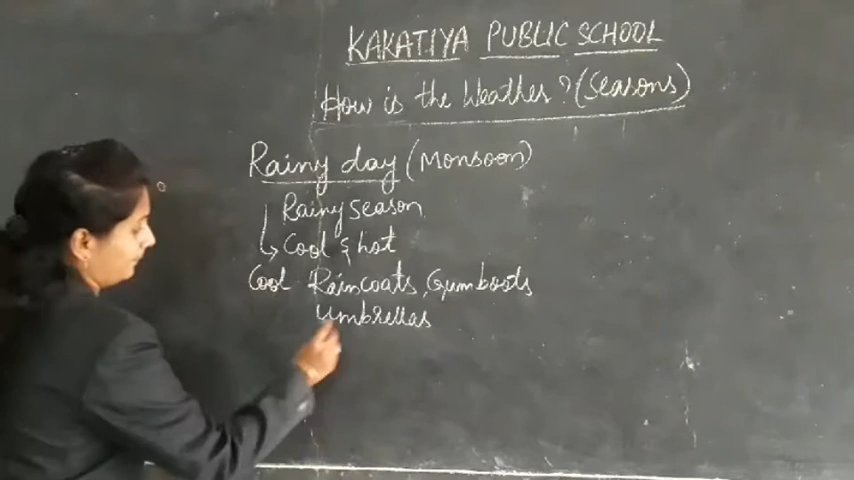 KAKATIYA PUBLIC SCHOOL
How is the Weather? (Seasons)
Rainy day (Monsoon)
Rainy season
Cool & hot
Cool Raincoats, Gumboots
Umbrellas